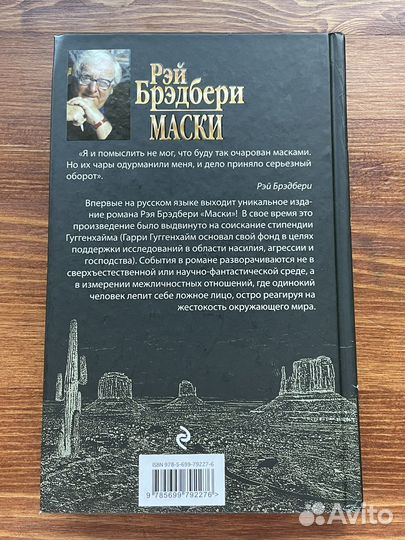 Рэй
Брэдбери
МАСКИ
«Я и помыслить не мог, что буду так очарован масками.
Но их чары одурманили меня, и дело приняло серьезный
оборот».
Рэй Брэдбери
Впервые на русском языке выходит уникальное изда-
ние романа Рэя Брэдбери «Маски»! В свое время это
произведение было выдвинуто на соискание стипендии
Гуггенхайма (Гарри Гуггенхайм основал свой фонд в целях
поддержки исследований в области насилия, агрессии и
господства). События в романе разворачиваются не в
сверхъестественной или научно-фантастической среде, а
в измерении межличностных отношений, где одинокий
человек лепит себе ложное лицо, остро реагируя на
жестокость окружающего мира.
ISBN 978-5-699-79227-6
9 785699 792276 >
Avito